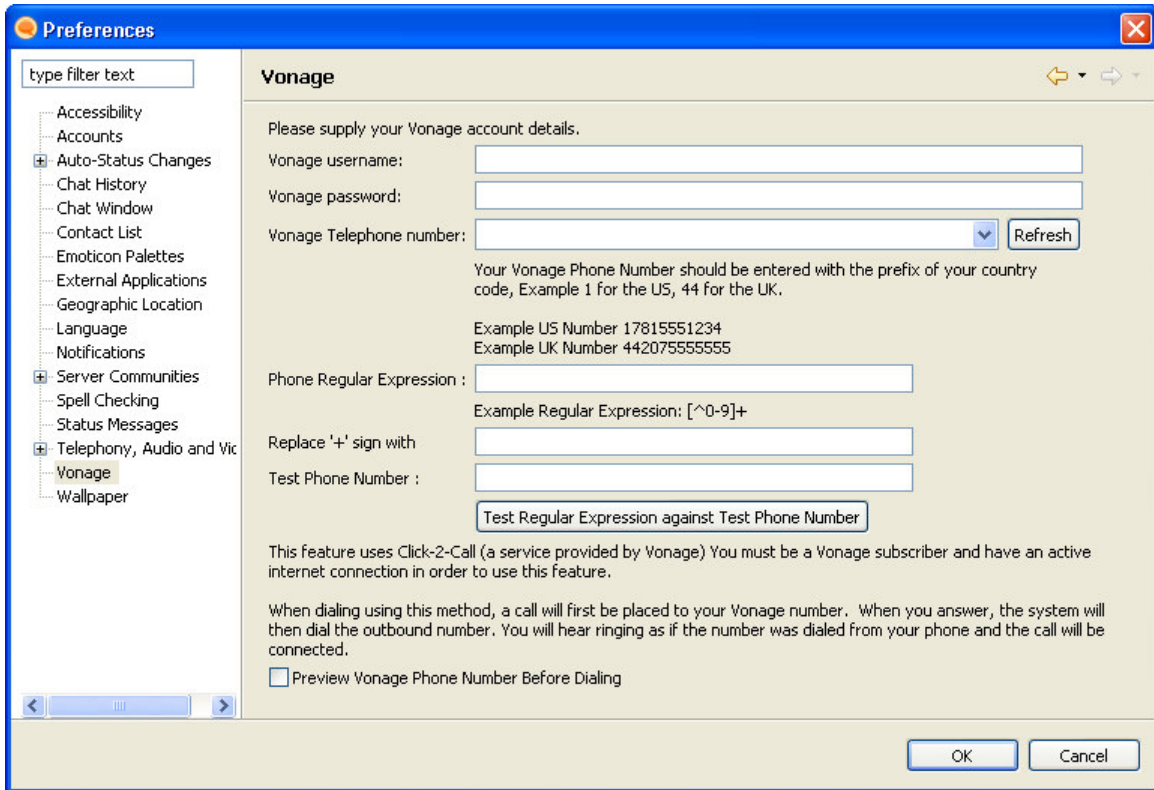 Preferences
type filter text
Accessibility
Accounts
Auto-Status Changes
Chat History
Chat Window
Contact List
Emoticon Palettes
External Applications
Geographic Location
Language
Notifications
Server Communities
Spell Checking
Status Messages
Telephony, Audio and Vic
Vonage
Wallpaper
Vonage
Please supply your Vonage account details.
Vonage username:
Vonage password:
Vonage Telephone number:
Refresh
Your Vonage Phone Number should be entered with the prefix of your country
code, Example 1 for the US, 44 for the UK.
Example US Number 17815551234
Example UK Number 442075555555
Phone Regular Expression :
Example Regular Expression: [^0-9]+
Replace '+' sign with
Test Phone Number :
Test Regular Expression against Test Phone Number
This feature uses Click-2-Call (a service provided by Vonage) You must be a Vonage subscriber and have an active
internet connection in order to use this feature.
When dialing using this method, a call will first be placed to your Vonage number. When you answer, the system will
then dial the outbound number. You will hear ringing as if the number was dialed from your phone and the call will be
connected.
Preview Vonage Phone Number Before Dialing
OK
Cancel